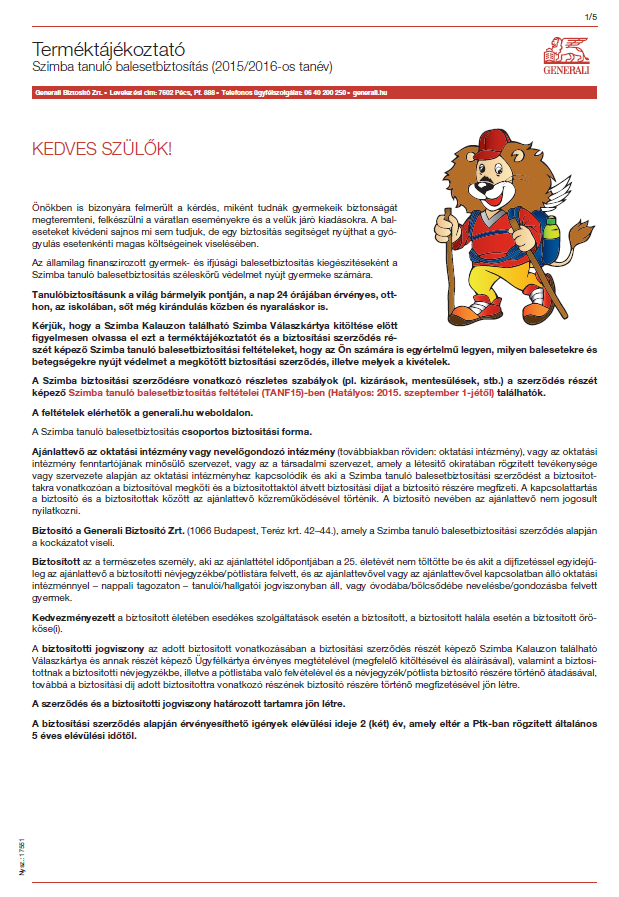 1/5
Terméktájékoztató
Szimba tanuló balesetbiztosítás (2015/2016-os tanév)
GENERALI
Generali Biztosító Zrt. • Levelezési cím: 7602 Pécs, Pf. 888 • Telefonos ügyfélszolgálat: 06 40 200 250 • generali.hu
KEDVES SZÜLŐK!
Önökben is bizonyára felmerült a kérdés, miként tudnák gyermekeik biztonságát
megteremteni, felkészülni a váratlan eseményekre és a velük járó kiadásokra. A bal-
eseteket kivédeni sajnos mi sem tudjuk, de egy biztosítás segítséget nyújthat a gyó-
gyulás esetenkénti magas költségeinek viselésében.
Az államilag finanszírozott gyermek- és ifjúsági balesetbiztosítás kiegészítéseként a
Szimba tanuló balesetbiztosítás széleskörű védelmet nyújt gyermeke számára.
Tanulóbiztosításunk a világ bármelyik pontján, a nap 24 órájában érvényes, ott-
hon, az iskolában, sőt még kirándulás közben és nyaraláskor is.
Kérjük, hogy a Szimba Kalauzon található Szimba Válaszkártya kitöltése előtt
figyelmesen olvassa el ezt a terméktájékoztatót és a biztosítási szerződés ré-
szét képező Szimba tanuló balesetbiztosítási feltételeket, hogy az Ön számára is egyértelmű legyen, milyen balesetekre és
betegségekre nyújt védelmet a megkötött biztosítási szerződés, illetve melyek a kivételek.
A Szimba biztosítási szerződésre vonatkozó részletes szabályok (pl. kizárások, mentesülések, stb.) a szerződés részét
képező Szimba tanuló balesetbiztosítás feltételei (TANF15)-ben (Hatályos: 2015. szeptember 1-jétől) találhatók.
A feltételek elérhetők a generali.hu weboldalon.
A Szimba tanuló balesetbiztosítás csoportos biztosítási forma.
Ajánlattevő az oktatási intézmény vagy nevelőgondozó intézmény (továbbiakban röviden: oktatási intézmény), vagy az oktatási
intézmény fenntartójának minősülő szervezet, vagy az a társadalmi szervezet, amely a létesítő okiratában rögzített tevékenysége
vagy szervezete alapján az oktatási intézményhez kapcsolódik és aki a Szimba tanuló balesetbiztosítási szerződést a biztosított-
takra vonatkozóan a biztosítóval megköti és a biztosítottaktól átvett biztosítási díjat a biztosító részére megfizeti. A kapcsolattartás
a biztosító és a biztosítottak között az ajánlattevő közreműködésével történik. A biztosító nevében az ajánlattevő nem jogosult
nyilatkozni.
Biztosító a Generali Biztosító Zrt. (1066 Budapest, Teréz krt. 42–44.), amely a Szimba tanuló balesetbiztosítási szerződés alapján
a kockázatot viseli.
Biztosított az a természetes személy, aki az ajánlattétel időpontjában a 25. életévét nem töltötte be és akit a díjfizetéssel egyidejű-
leg az ajánlattevő a biztosítotti névjegyzékbe/pótlistára felvett, és az ajánlattevővel vagy az ajánlattevővel kapcsolatban álló oktatási
intézménnyel – nappali tagozaton – tanulói/hallgatói jogviszonyban áll, vagy óvodába/bölcsődébe nevelésbe/gondozásba felvett
gyermek.
Kedvezményezett a biztosított életében esedékes szolgáltatások esetén a biztosított, a biztosított halála esetén a biztosított örö-
köse(i).
A biztosítotti jogviszony az adott biztosított vonatkozásában a biztosítási szerződés részét képező Szimba Kalauzon található
Válaszkártya és annak részét képező Ügyfélkártya érvényes megtételével (megfelelő kitöltésével és aláírásával), valamint a biztosí-
tottnak a biztosítotti névjegyzékbe, illetve a pótlistába való felvételével és a névjegyzék/pótlista biztosító részére történő átadásával,
továbbá a biztosítási díj adott biztosítottra vonatkozó részének biztosító részére történő megfizetésével jön létre.
A szerződés és a biztosítotti jogviszony határozott tartamra jön létre.
A biztosítási szerződés alapján érvényesíthető igények elévülési ideje 2 (két) év, amely eltér a Ptk-ban rögzített általános
5 éves elévülési időtől.
Nysz.: 17551